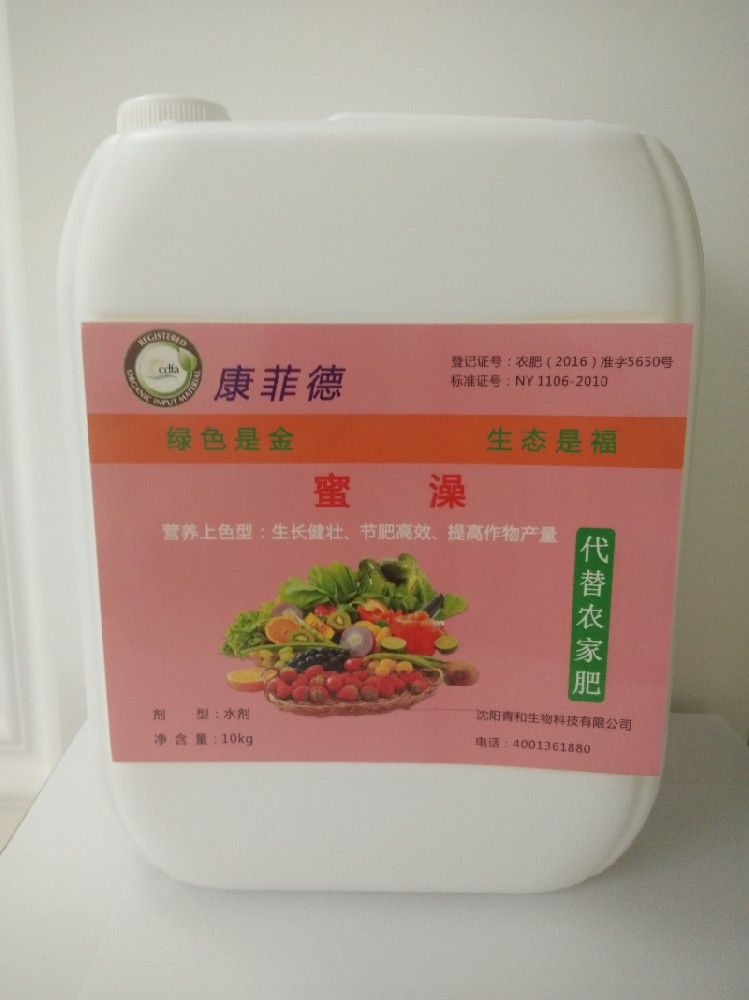 REGISTERED
cdfa
ORGANIC INPUT MATERIAL
康菲德
登记证号：农肥（2016）准字5650号
标准证号：NY 1106-2010
绿色是金
生态是福
蜜 澡
营养上色型：生长健壮、节肥高效、提高作物产量
代替农家肥
剂 型：水剂
净含量：10kg
沈阳青和生物科技有限公司
电话：4001361880